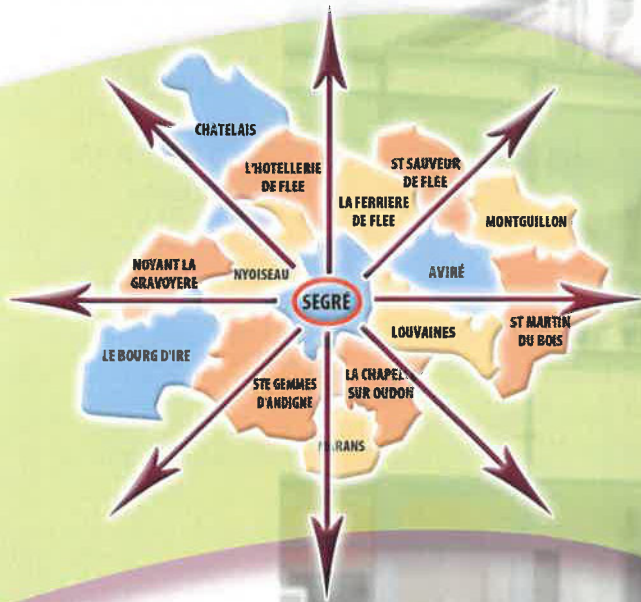 CHATELAIS
L'HOTELLERIE
DE FLEE
ST SAUVEUR
DE FLEE
LA FERRIERE
DE FLEE
MONTGUILLON
NOYANT LA
GRAVOYERE
NYOISEAU
AVIRÉ
SEGRÉ
LOUVAINES
ST MARTIN
DU BOIS
LE BOURG D'IRE
STE GEMMES
D'ANDIGNE
LA CHAPEL
SUR OUDON
MARANS